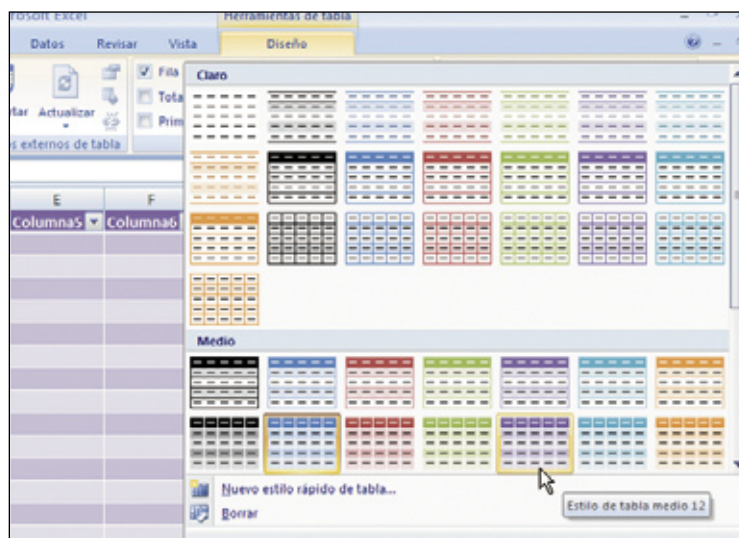 rosoft Excel
Herramientas de tabla
Datos Revisar Vista Diseño
tar Actualizar
Fila
Tota
Prim
s externos de tabla
Claro
E F
Columna5 Columna6
Medio
Nuevo estilo rápido de tabla...
Borrar
Estilo de tabla medio 12